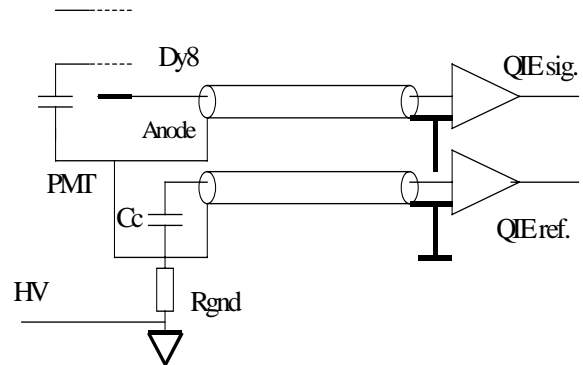 Dy8
QIE sig.
Anode
PMT
Cc
QIE ref.
HV
Rgnd